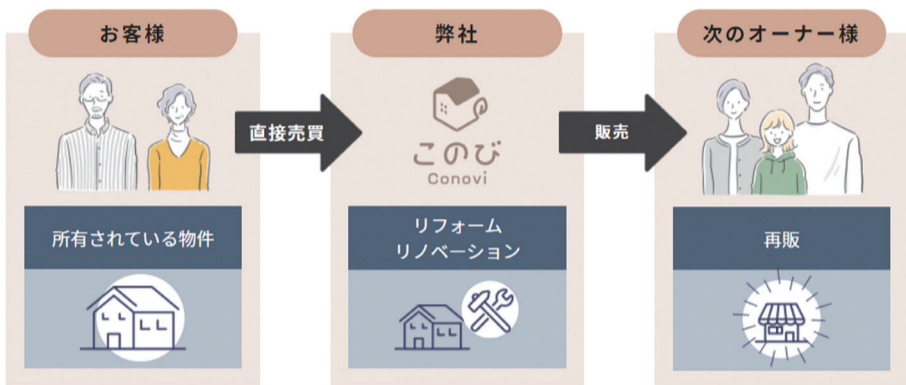 お客様
弊社
次のオーナー様
直接売買
このび
Conovi
販売
所有されている物件
リフォーム
リノベーション
再販